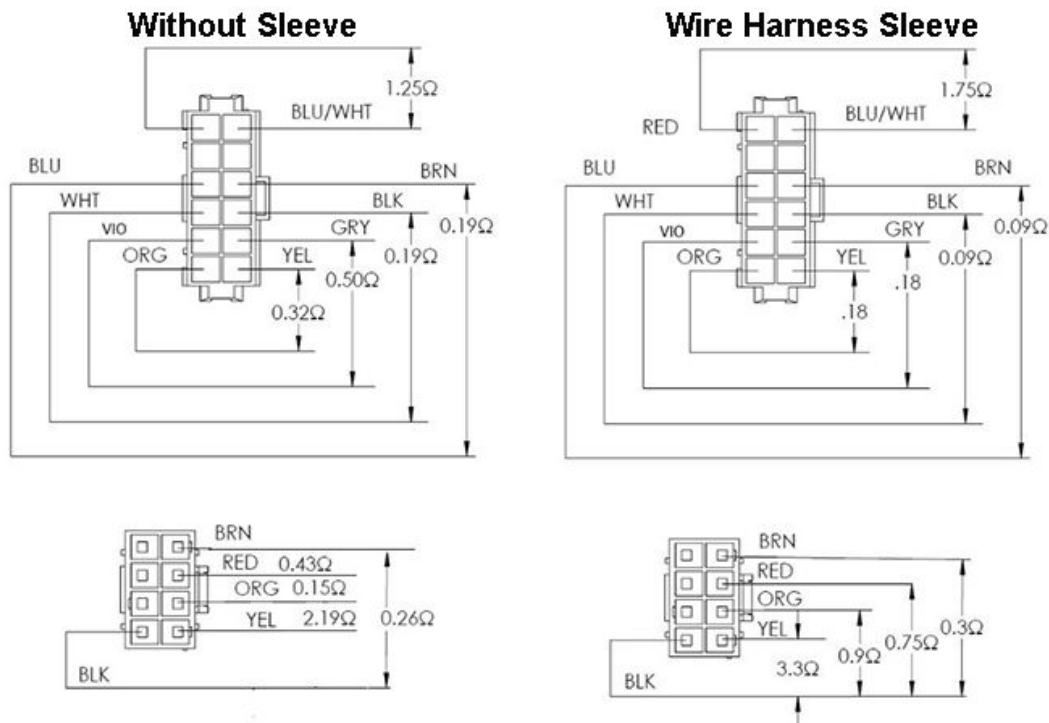 Without Sleeve
1.25Ω
BLU/WHT
BLU
BRN
WHT
BLK
VIO
GRY
0.19Ω
ORG
YEL
0.19Ω
0.50Ω
0.32Ω
BRN
RED 0.43Ω
ORG 0.15Ω
YEL 2.19Ω
0.26Ω
BLK
Wire Harness Sleeve
1.75Ω
RED
BLU/WHT
BLU
BRN
WHT
BLK
VIO
GRY
0.09Ω
ORG
YEL
0.09Ω
.18
.18
BRN
RED
ORG
YEL
0.3Ω
0.75Ω
0.9Ω
3.3Ω
BLK